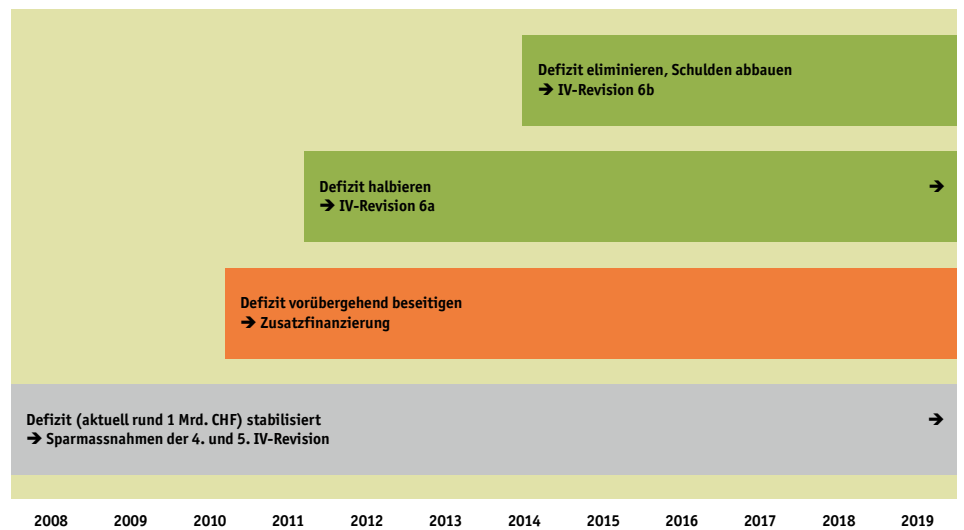 Defizit eliminieren, Schulden abbauen
➔ IV-Revision 6b
Defizit halbieren ➔
➔ IV-Revision 6a
Defizit vorübergehend beseitigen
➔ Zusatzfinanzierung
Defizit (aktuell rund 1 Mrd. CHF) stabilisiert ➔
➔ Sparmassnahmen der 4. und 5. IV-Revision
2008 2009 2010 2011 2012 2013 2014 2015 2016 2017 2018 2019